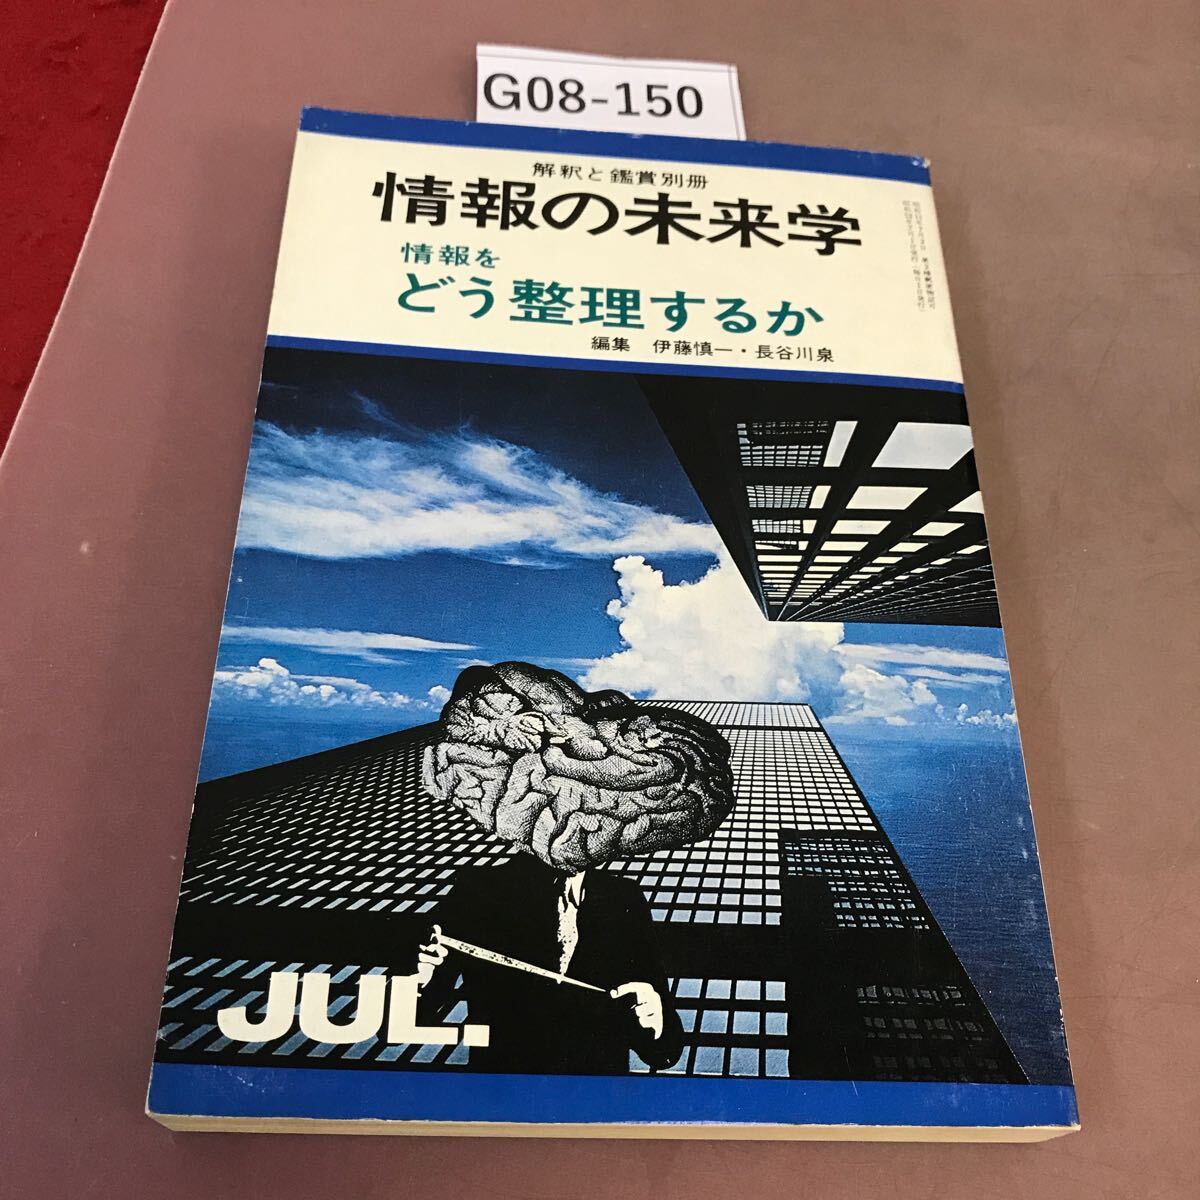 G08-150
解釈と鑑賞別冊
情報の未来学
情報を
どう整理するか
編集 伊藤慎一・長谷川泉
JUL.